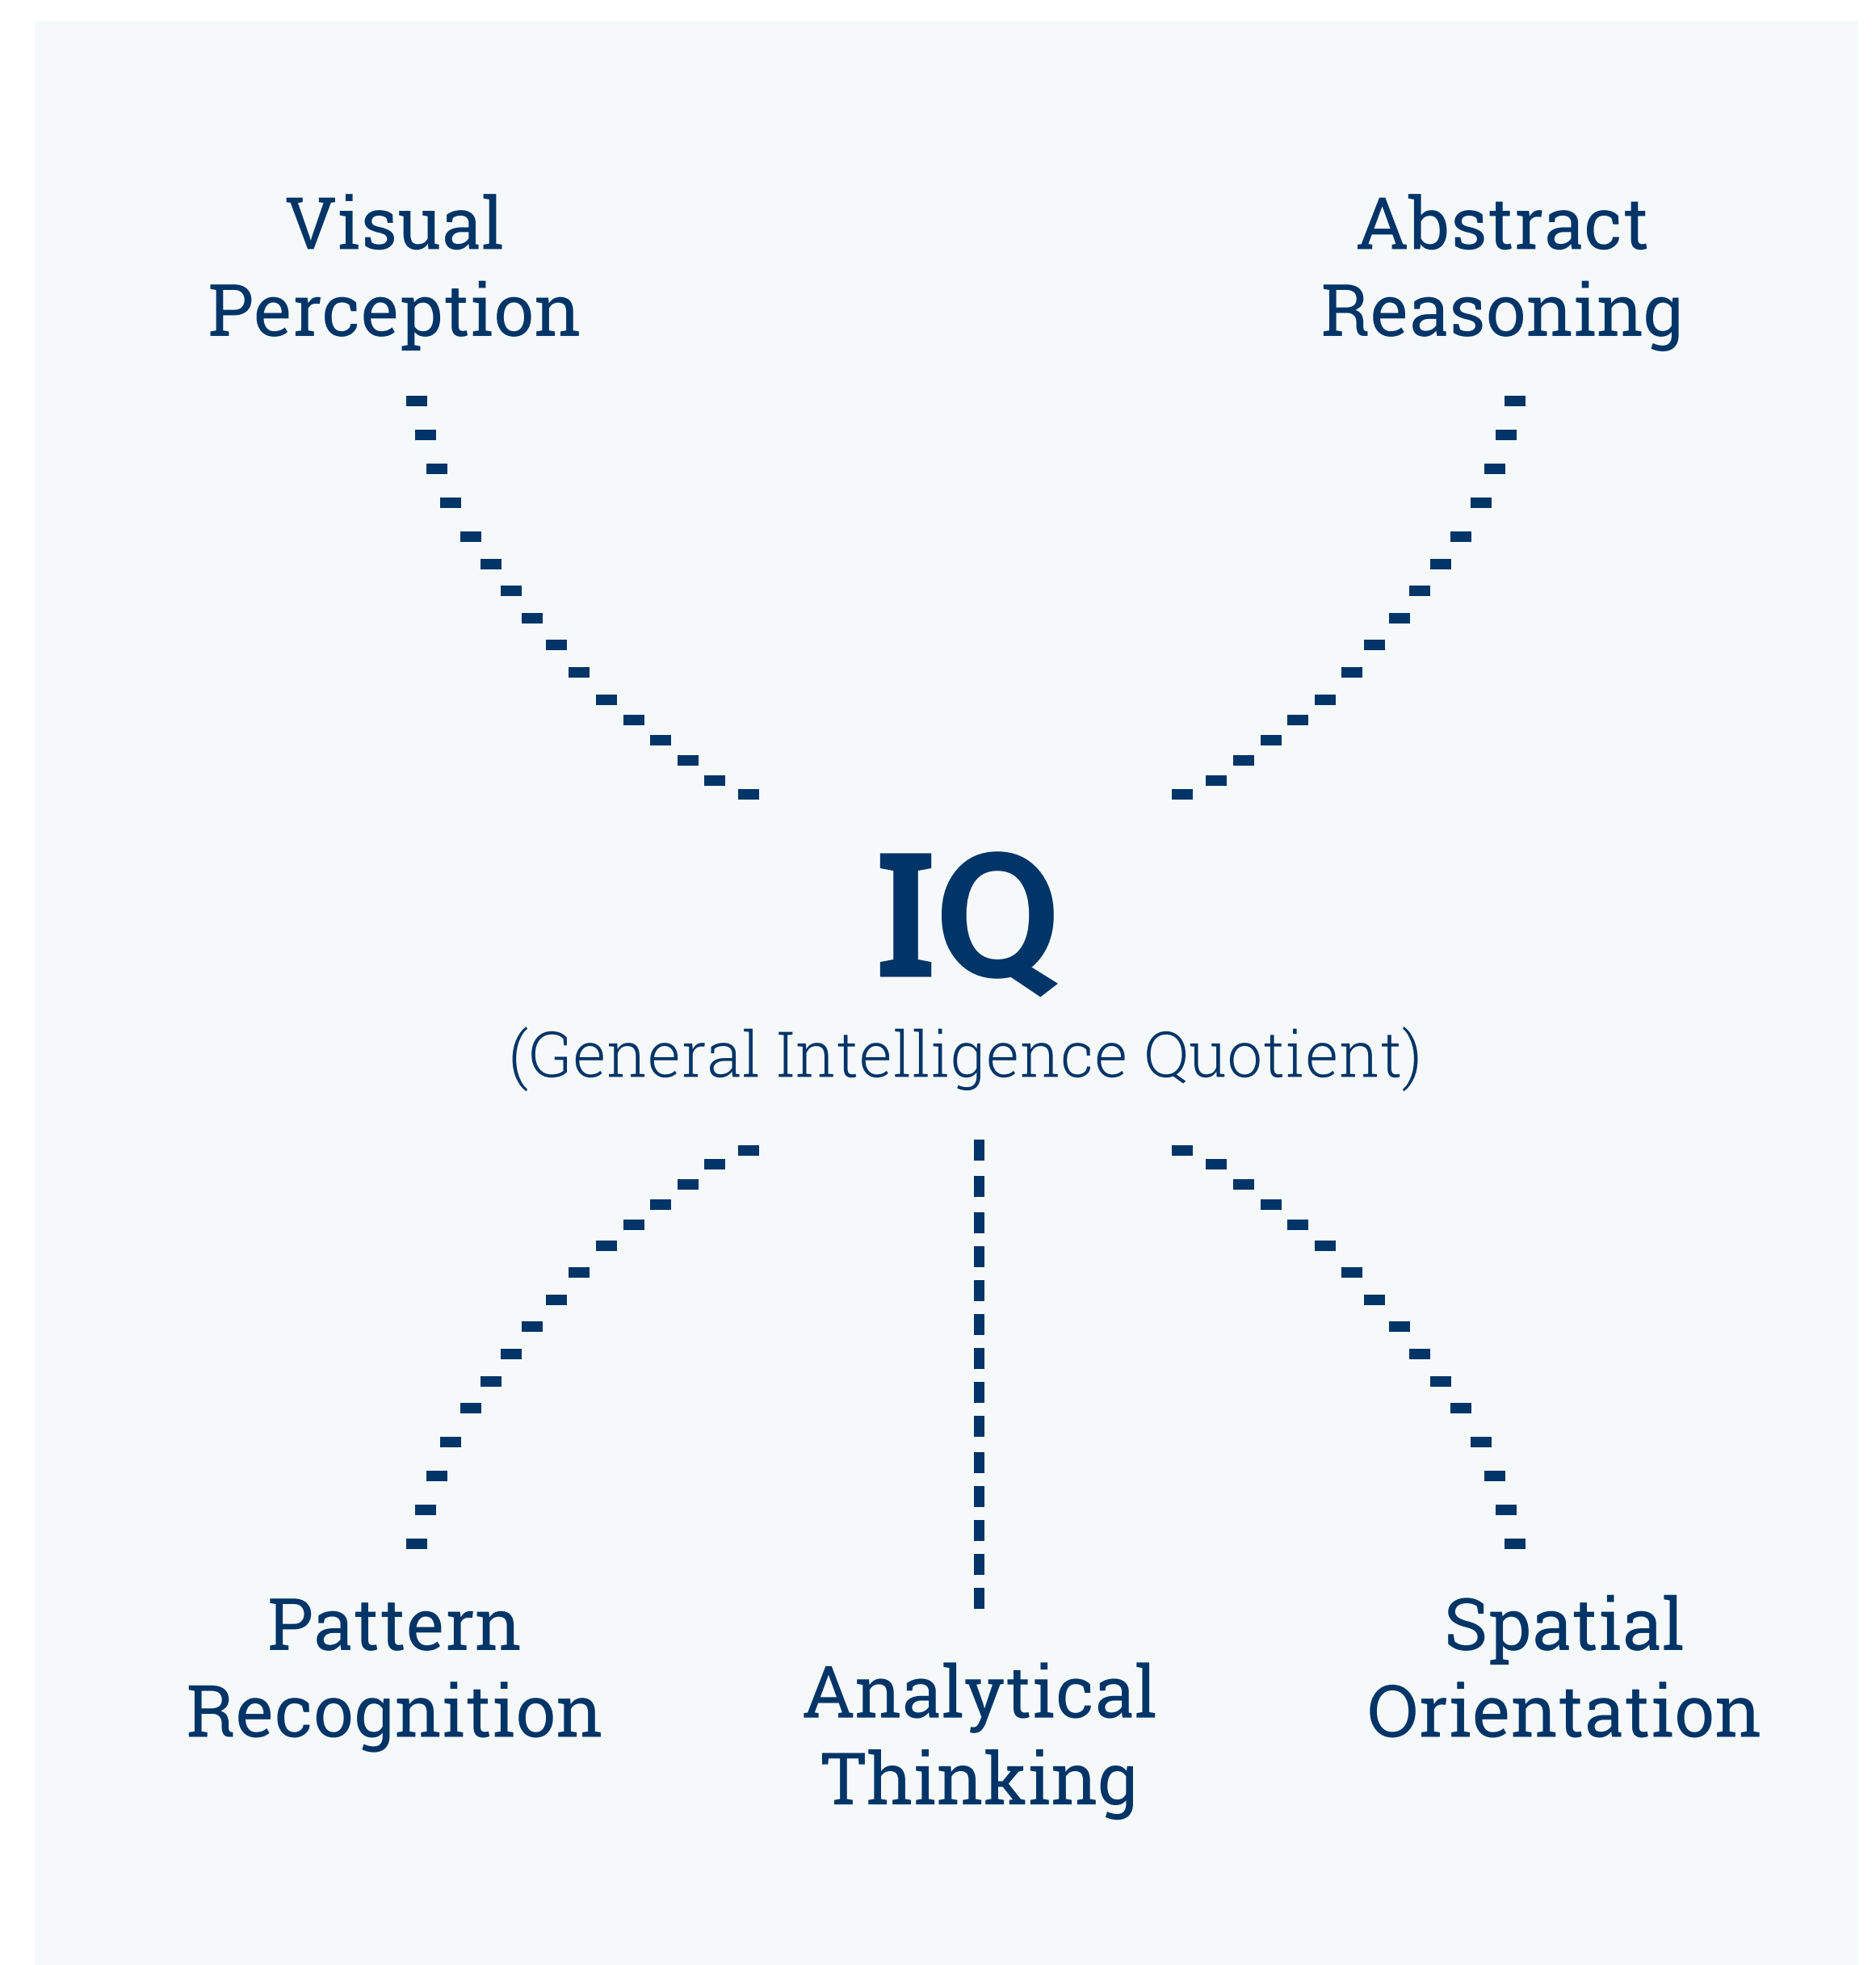 Visual
Perception
Abstract
Reasoning
IQ
(General Intelligence Quotient)
Pattern
Recognition
Analytical
Thinking
Spatial
Orientation